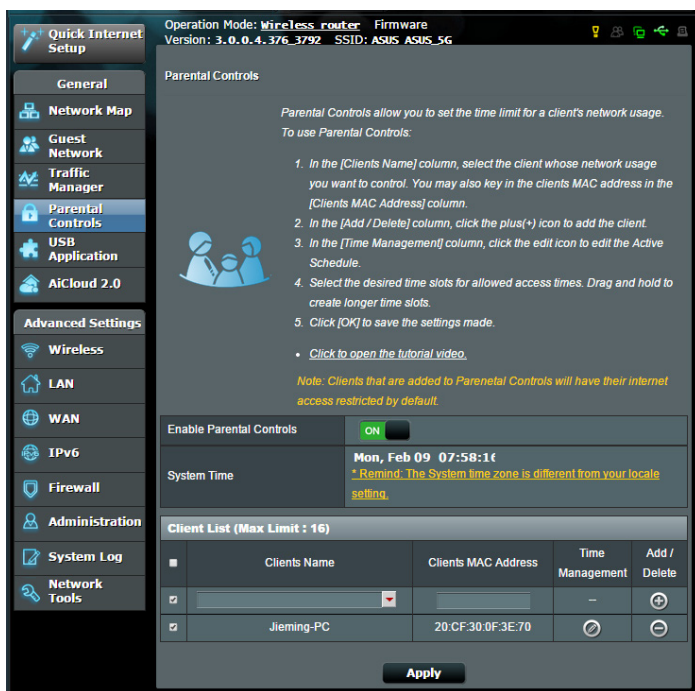 Quick Internet
Setup
General
Network Map
Guest
Network
Traffic
Manager
Parental
Controls
USB
Application
AiCloud 2.0
Advanced Settings
Wireless
LAN
WAN
IPv6
Firewall
Administration
System Log
Network
Tools
Operation Mode: Wireless router Firmware
Version: 3.0.0.4.376_3792 SSID: ASUS ASUS_5G
Parental Controls
Parental Controls allow you to set the time limit for a client's network usage.
To use Parental Controls:
1. In the [Clients Name] column, select the client whose network usage
you want to control. You may also key in the clients MAC address in the
[Clients MAC Address] column.
2. In the [Add / Delete] column, click the plus(+) icon to add the client.
3. In the [Time Management] column, click the edit icon to edit the Active
Schedule.
4. Select the desired time slots for allowed access times. Drag and hold to
create longer time slots.
5. Click [OK] to save the settings made.
• Click to open the tutorial video.
Note: Clients that are added to Parenetal Controls will have their internet
access restricted by default.
Enable Parental Controls ON
System Time Mon, Feb 09 07:58:16
* Remind: The System time zone is different from your locale
setting.
Client List (Max Limit : 16)
Clients Name Clients MAC Address Time
Management Add /
Delete
–
Jieming-PC 20:CF:30:0F:3E:70
Apply